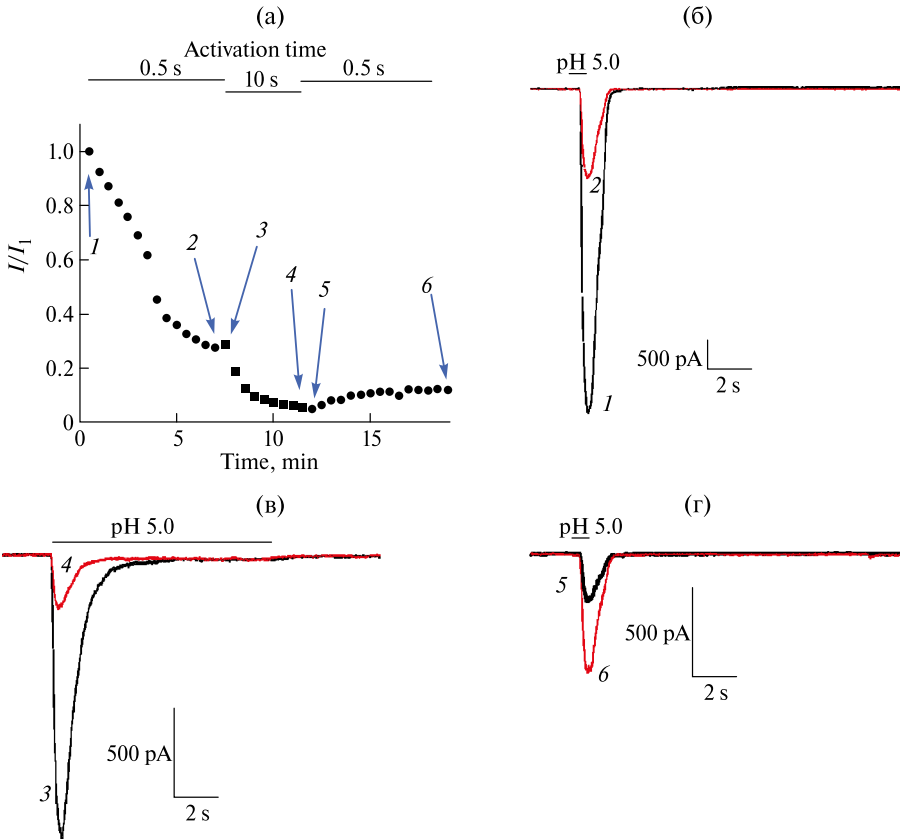 (а)
Activation time
0.5 s 10 s 0.5 s
I/I1
1.0
0.8
0.6
0.4
0.2
0
0 5 10 15
Time, min
1
2
3
4
5
6
(б)
pH 5.0
2
1
500 pA
2 s
(в)
pH 5.0
4
3
500 pA
2 s
(г)
pH 5.0
5
6
500 pA
2 s